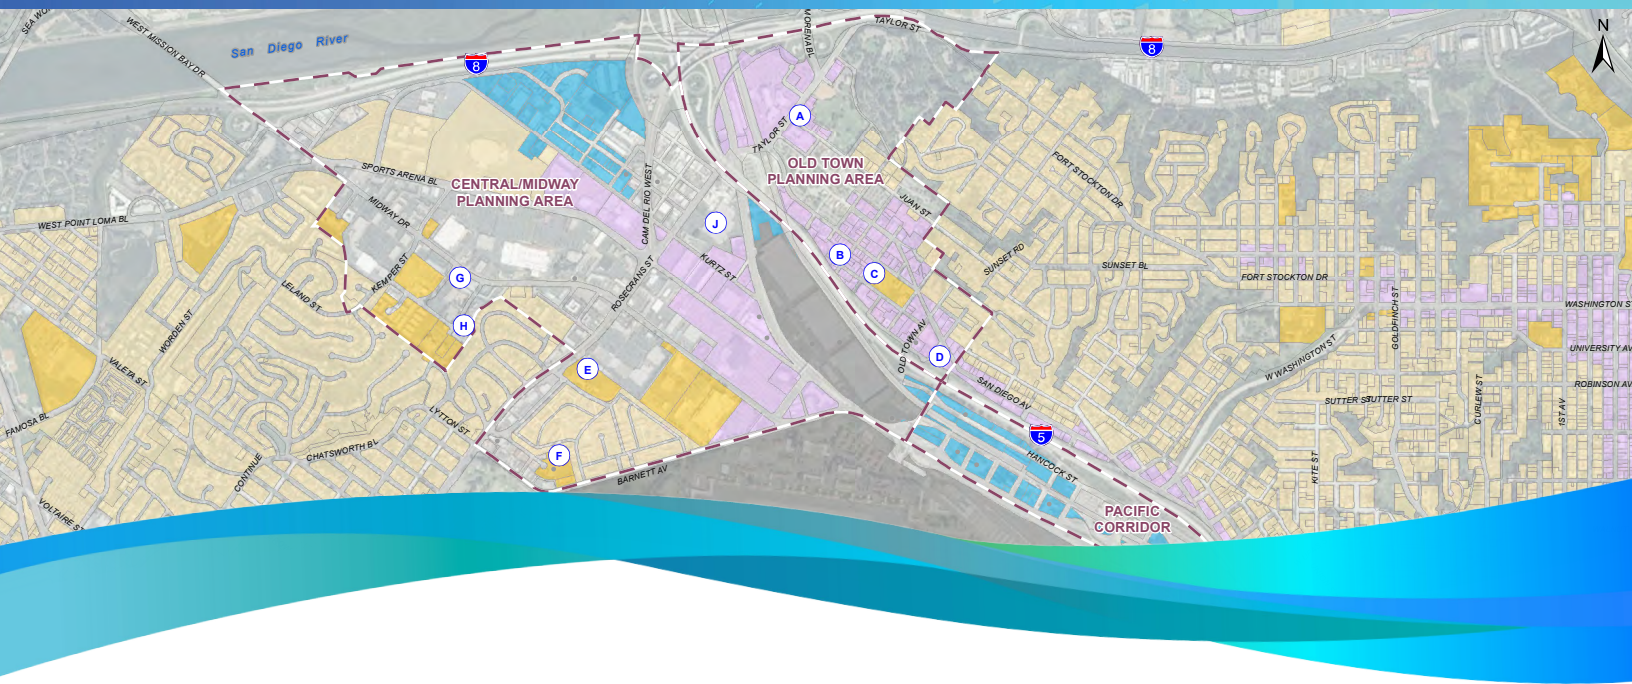 SEA WO
WEST MISSION BAY DR
San Diego River
8
MORENA BL
TAYLOR ST
8
N
A
TAYLOR ST
OLD TOWN
PLANNING AREA
FORT STOCKTON DR
SPORTS ARENA BL
CENTRAL/MIDWAY
PLANNING AREA
CAM DEL RIO WEST
JUAN ST
MIDWAY DR
WEST POINT LOMA BL
J
B
C
SUNSET RD
SUNSET BL
FORT STOCKTON DR
KURTZ ST
KEMPER ST
G
ROSECRANS ST
LELAND ST
GOLDFINCH ST
WASHINGTON ST
WORDEN ST
H
OLD TOWN AV
D
W WASHINGTON ST
UNIVERSITY AV
VALETA ST
E
SAN DIEGO AV
ROBINSON AV
SUTTER ST
SUTTER ST
CURLEW ST
1ST AV
FAMOSA BL
LYTTON ST
5
CHATSWORTH BL
CONTINUE
F
BARNETT AV
HANCOCK ST
KITE ST
VOLTAIRE ST
PACIFIC
CORRIDOR